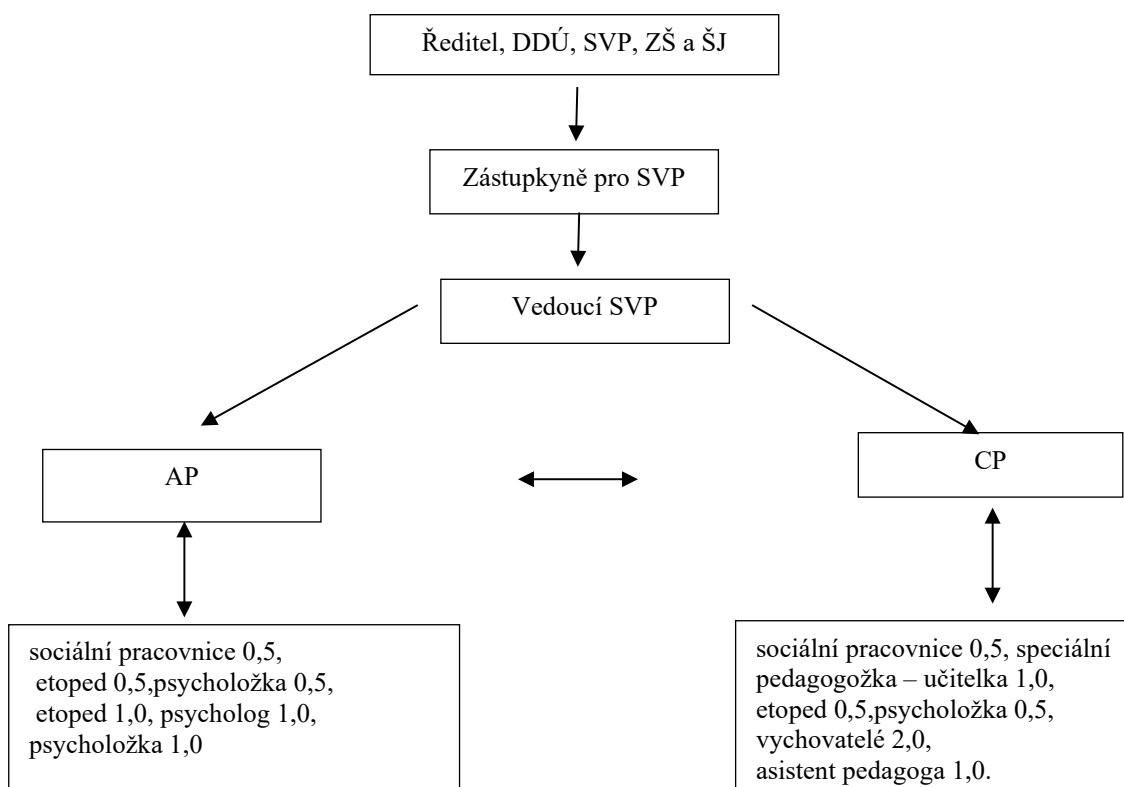 Ředitel, DDÚ, SVP, ZŠ a ŠJ
Zástupkyně pro SVP
Vedoucí SVP
AP
CP
sociální pracovnice 0,5,
etoped 0,5,psycholožka 0,5,
etoped 1,0, psycholog 1,0,
psycholožka 1,0
sociální pracovnice 0,5, speciální
pedagogožka – učitelka 1,0,
etoped 0,5,psycholožka 0,5,
vychovatelé 2,0,
asistent pedagoga 1,0.